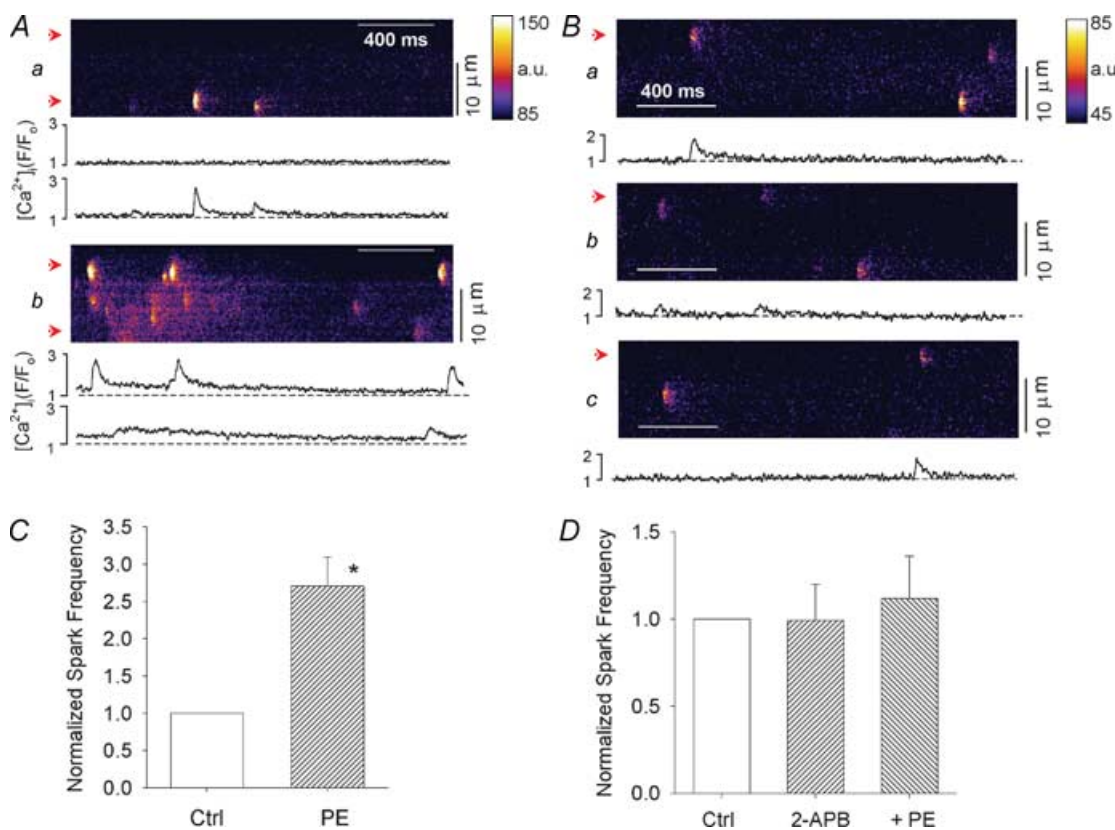 A
a
400 ms
10 μm
150
a.u.
85
[Ca²⁺]ᵢ(F/Fₒ)
3
1
3
1
b
10 μm
[Ca²⁺]ᵢ(F/Fₒ)
3
1
3
1
B
a
400 ms
10 μm
85
a.u.
45
2
1
b
10 μm
2
1
c
10 μm
2
1
C
Normalized Spark Frequency
3.5
3.0
2.5
2.0
1.5
1.0
0.5
0.0
*
Ctrl PE
D
Normalized Spark Frequency
1.5
1.0
0.5
0.0
Ctrl 2-APB + PE